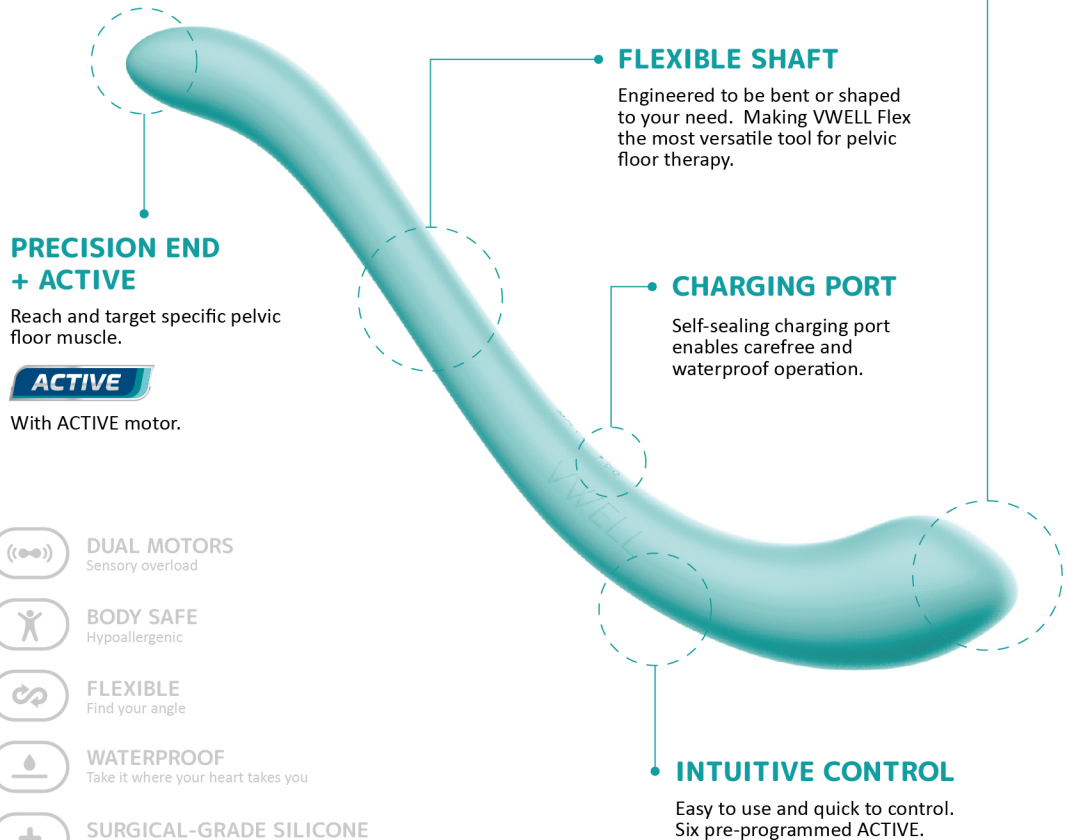 FLEXIBLE SHAFT
Engineered to be bent or shaped
to your need.  Making VWELL Flex
the most versatile tool for pelvic
floor therapy.
PRECISION END
+ ACTIVE
Reach and target specific pelvic
floor muscle.
ACTIVE
With ACTIVE motor.
CHARGING PORT
Self-sealing charging port
enables carefree and
waterproof operation.
VWELL
DUAL MOTORS
Sensory overload
BODY SAFE
Hypoallergenic
FLEXIBLE
Find your angle
WATERPROOF
Take it where your heart takes you
SURGICAL-GRADE SILICONE
INTUITIVE CONTROL
Easy to use and quick to control.
Six pre-programmed ACTIVE.